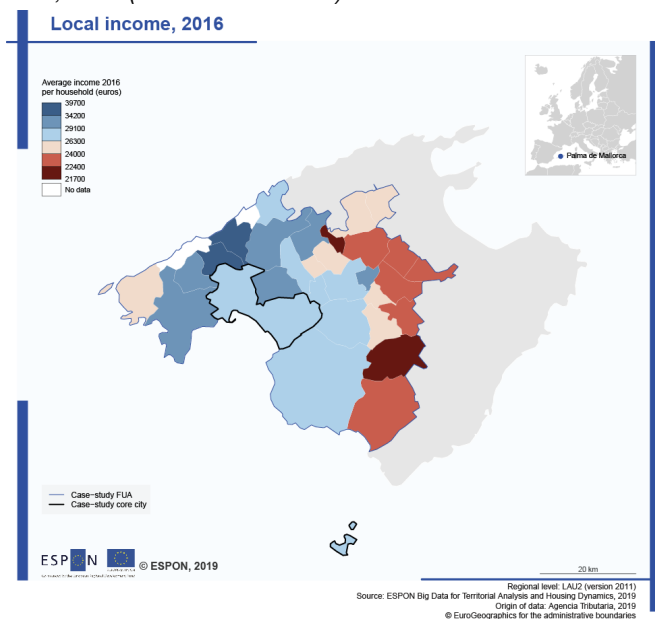 Local income, 2016
Average income 2016
per household (euros)
39700
34200
29100
26300
24000
22400
21700
No data
Palma de Mallorca
Case-study FUA
Case-study core city
ESPON
© ESPON, 2019
20 km
Regional level: LAU2 (version 2011)
Source: ESPON Big Data for Territorial Analysis and Housing Dynamics, 2019
Origin of data: Agencia Tributaria, 2019
© EuroGeographics for the administrative boundaries